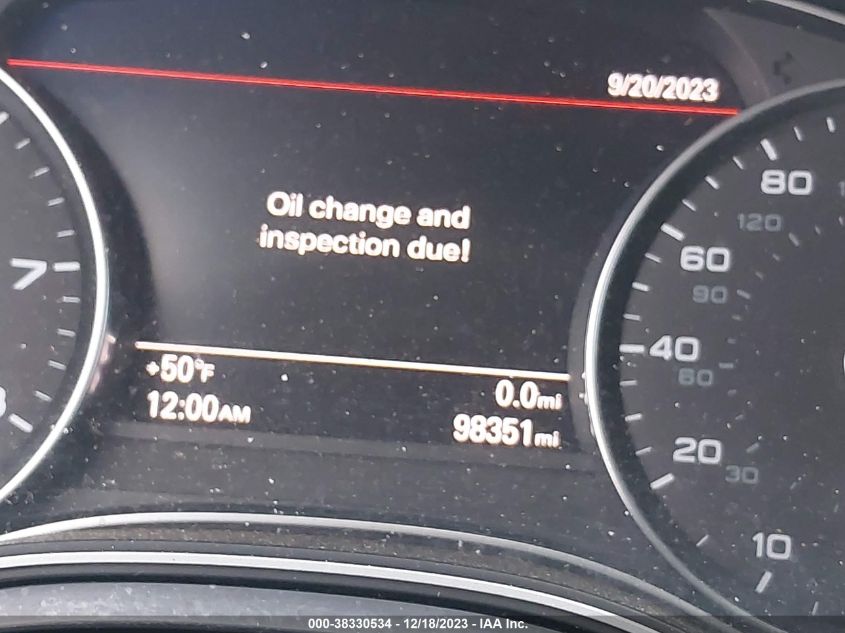 9/20/2023
Oil change and
inspection due!
+50°F
0.0mi
12:00AM
98351mi
7
80
120
60
90
40
60
20
30
10
000-38330534 - 12/18/2023 - IAA Inc.